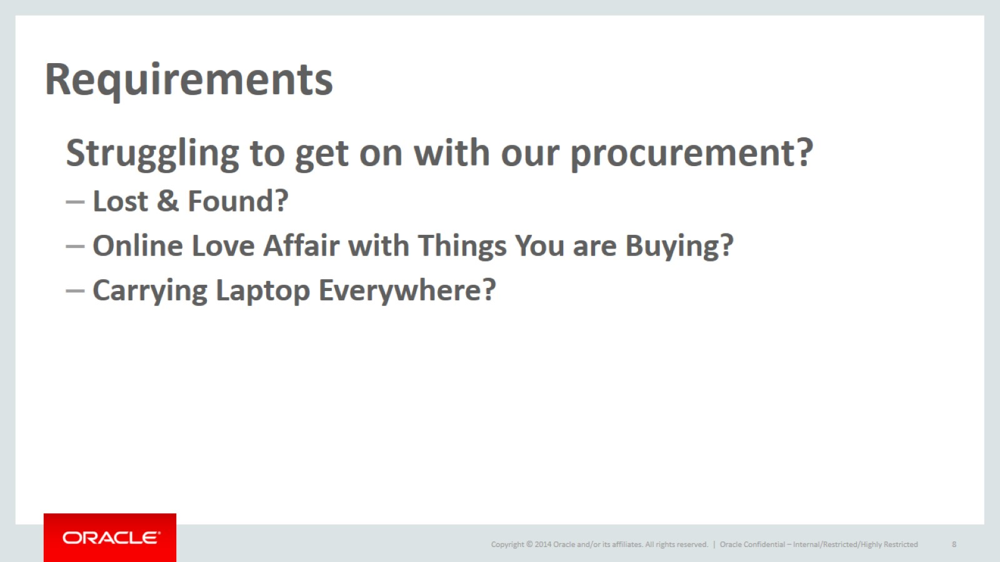 Requirements
Struggling to get on with our procurement?
– Lost & Found?
– Online Love Affair with Things You are Buying?
– Carrying Laptop Everywhere?
ORACLE®
Copyright © 2014 Oracle and/or its affiliates. All rights reserved. | Oracle Confidential – Internal/Restricted/Highly Restricted 8